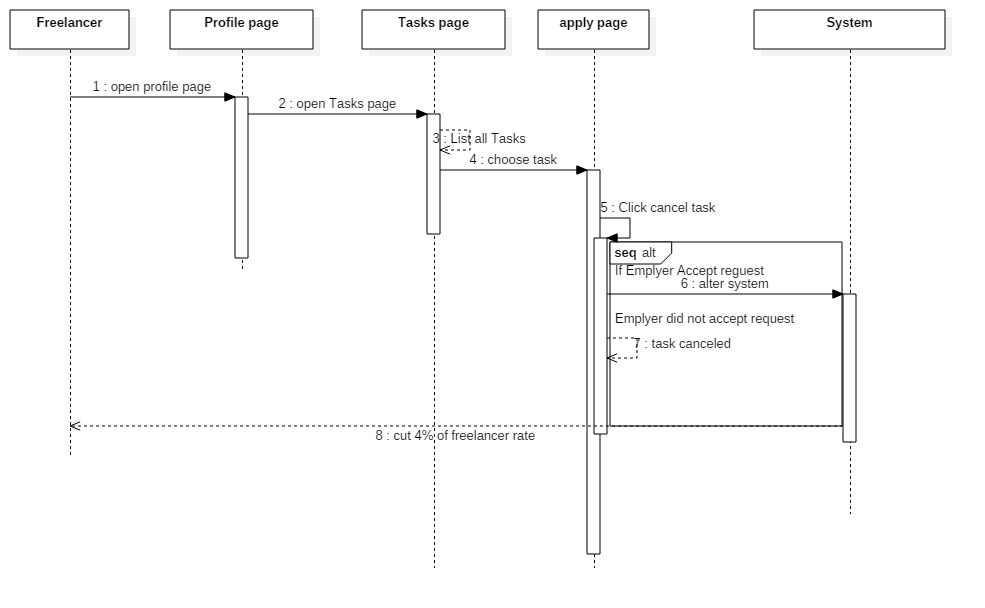 Freelancer
Profile page
Tasks page
apply page
System
1 : open profile page
2 : open Tasks page
3 : List all Tasks
4 : choose task
5 : Click cancel task
seq alt
If Emplyer Accept reguest
6 : alter system
Emplyer did not accept request
7 : task canceled
8 : cut 4% of freelancer rate